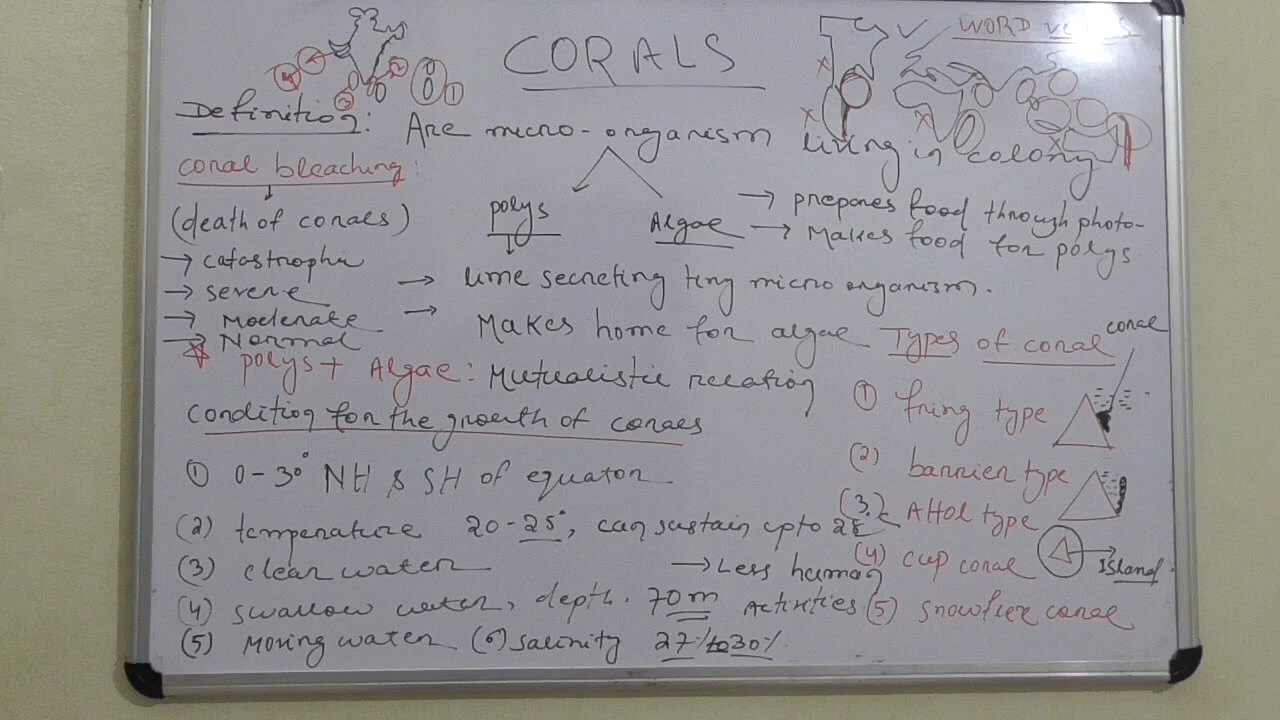 WORD
CORALS
Definition: Are micro-organism living in colony
coral bleaching:
(death of corals)
→ catastrophic
→ severe
→ Moderate
→ Normal
polys
→ lime secreting tiny micro organism.
→ Makes home for algae
Algae → prepares food through photo-
→ Makes food for polys
polys + Algae: Mutualistic relation
condition for the growth of corals
① 0-30° NH & SH of equator
(2) temperature 20-25°, can sustain upto
(3) clear water → Less human Activities
(4) swallow water, depth. 70m
(5) Moving water (6) salinity 27% to 30%.
Types of coral
coral
① fring type
(2) barrier type
(3) Attol type
Island
(4) cup coral
(5) snowflee coral